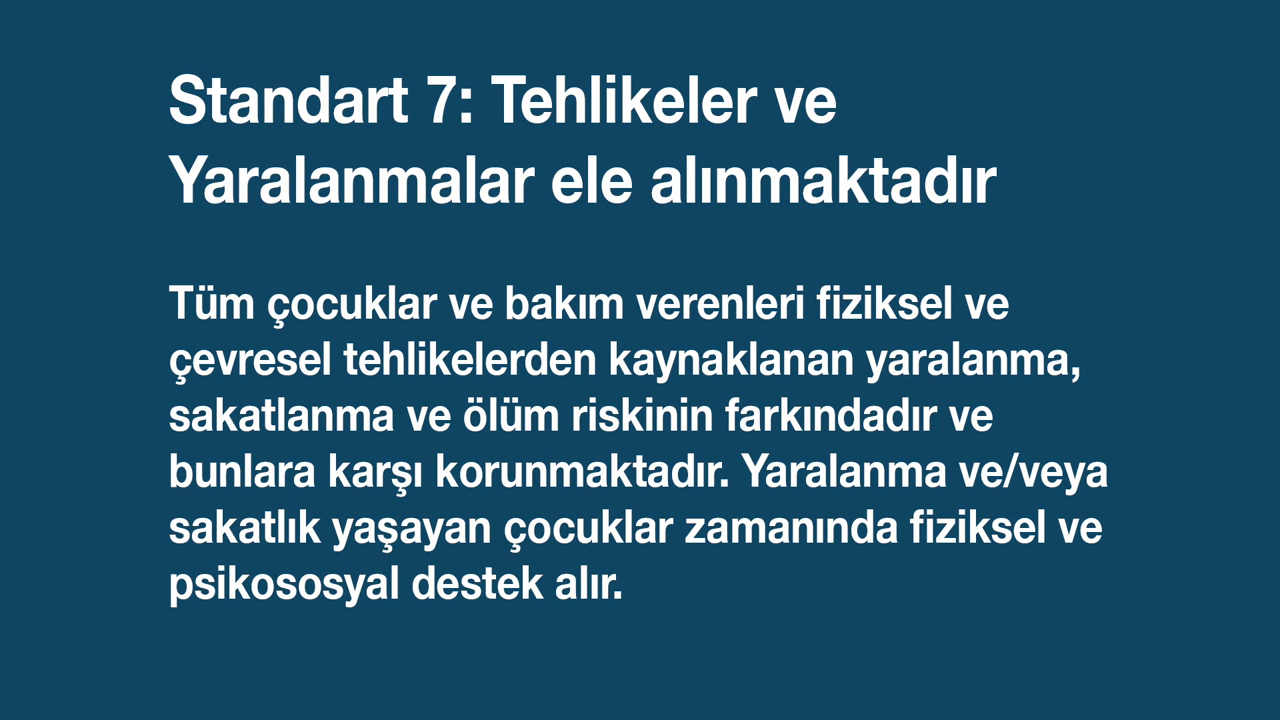 Standart 7: Tehlikeler ve
Yaralanmalar ele alınmaktadır
Tüm çocuklar ve bakım verenleri fiziksel ve
çevresel tehlikelerden kaynaklanan yaralanma,
sakatlanma ve ölüm riskinin farkındadır ve
bunlara karşı korunmaktadır. Yaralanma ve/veya
sakatlık yaşayan çocuklar zamanında fiziksel ve
psikososyal destek alır.